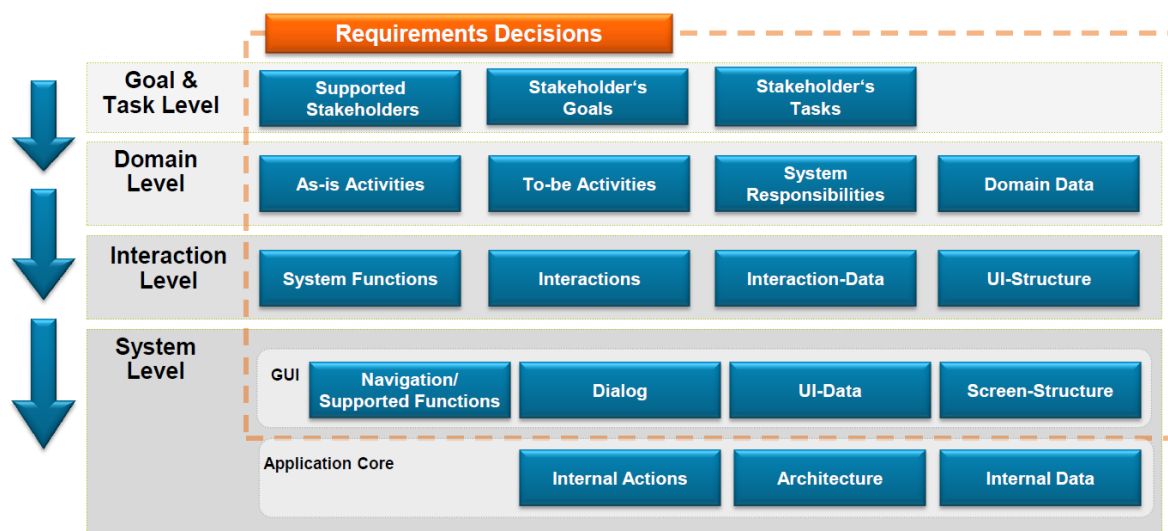 Requirements Decisions
Goal &
Task Level
Supported
Stakeholders
Stakeholder‘s
Goals
Stakeholder‘s
Tasks
Domain
Level
As-is Activities
To-be Activities
System
Responsibilities
Domain Data
Interaction
Level
System Functions
Interactions
Interaction-Data
UI-Structure
System
Level
GUI
Navigation/
Supported Functions
Dialog
UI-Data
Screen-Structure
Application Core
Internal Actions
Architecture
Internal Data